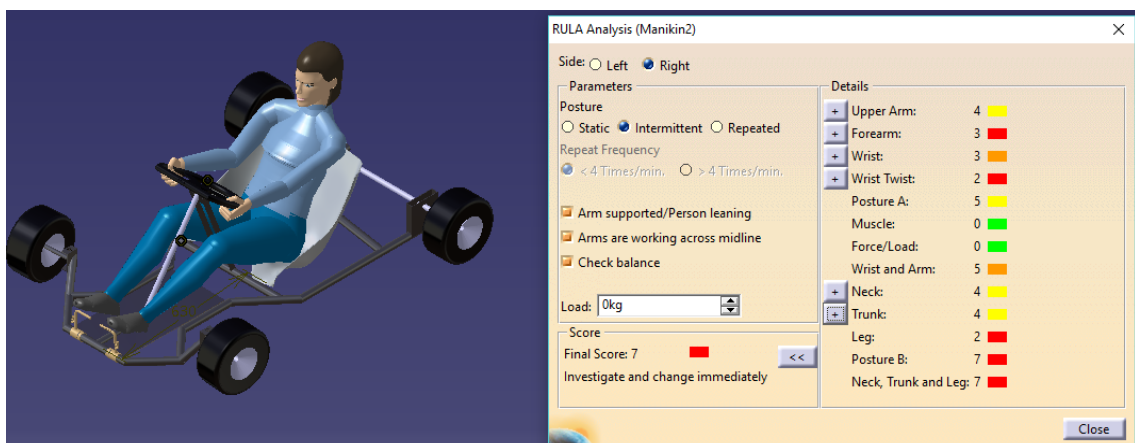 RULA Analysis (Manikin2)
Side: Left Right
Parameters
Posture
Static Intermittent Repeated
Repeat Frequency
< 4 Times/min. > 4 Times/min.
Arm supported/Person leaning
Arms are working across midline
Check balance
Load: 0kg
Score
Final Score: 7
<<
Investigate and change immediately
Details
+ Upper Arm: 4
+ Forearm: 3
+ Wrist: 3
+ Wrist Twist: 2
Posture A: 5
Muscle: 0
Force/Load: 0
Wrist and Arm: 5
+ Neck: 4
+ Trunk: 4
Leg: 2
Posture B: 7
Neck, Trunk and Leg: 7
Close